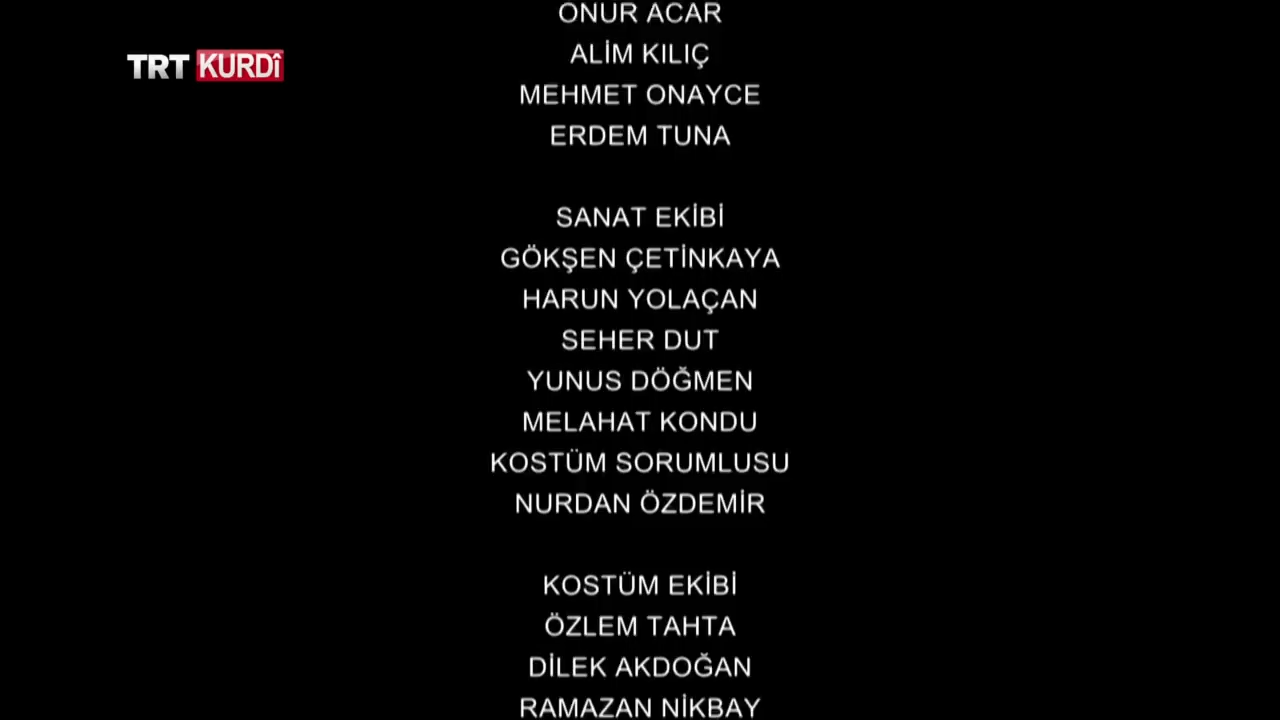 ONUR ACAR
TRT KURDÎ
ALİM KILIÇ
MEHMET ONAYCE
ERDEM TUNA
SANAT EKİBİ
GÖKŞEN ÇETİNKAYA
HARUN YOLAÇAN
SEHER DUT
YUNUS DÖĞMEN
MELAHAT KONDU
KOSTÜM SORUMLUSU
NURDAN ÖZDEMİR
KOSTÜM EKİBİ
ÖZLEM TAHTA
DİLEK AKDOĞAN
RAMAZAN NİKBAY